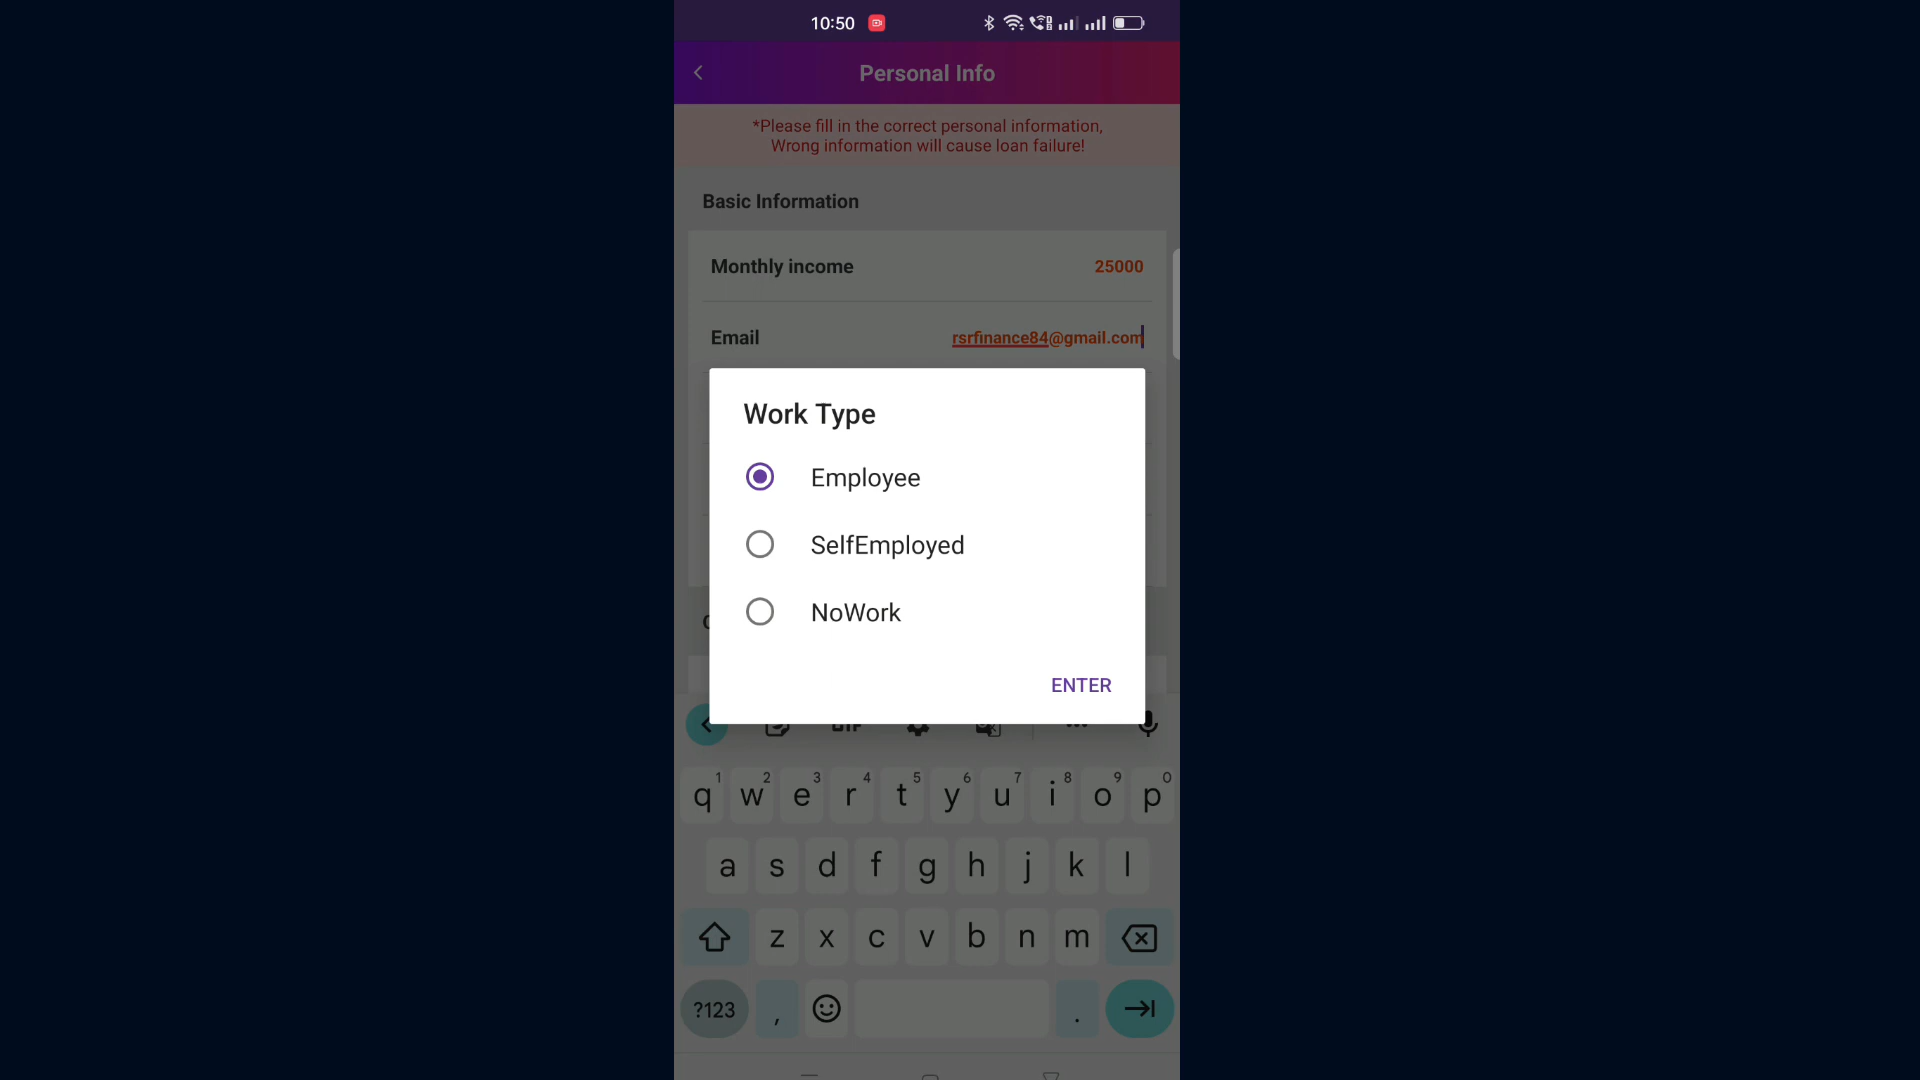 10:50
Personal Info
*Please fill in the correct personal information,
Wrong information will cause loan failure!
Basic Information
Monthly income 25000
Email rsrfinance84@gmail.com
Work Type
Employee
SelfEmployed
NoWork
ENTER
GIF
1 2 3 4 5 6 7 8 9 0
q w e r t y u i o p
a s d f g h j k l
z x c v b n m
?123 , .